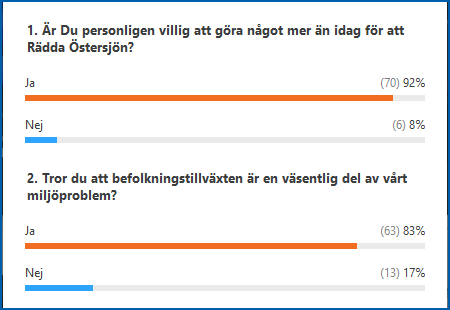 1. Är Du personligen villig att göra något mer än idag för att
Rädda Östersjön?
Ja (70) 92%
Nej (6) 8%
2. Tror du att befolkningstillväxten är en väsentlig del av vårt
miljöproblem?
Ja (63) 83%
Nej (13) 17%